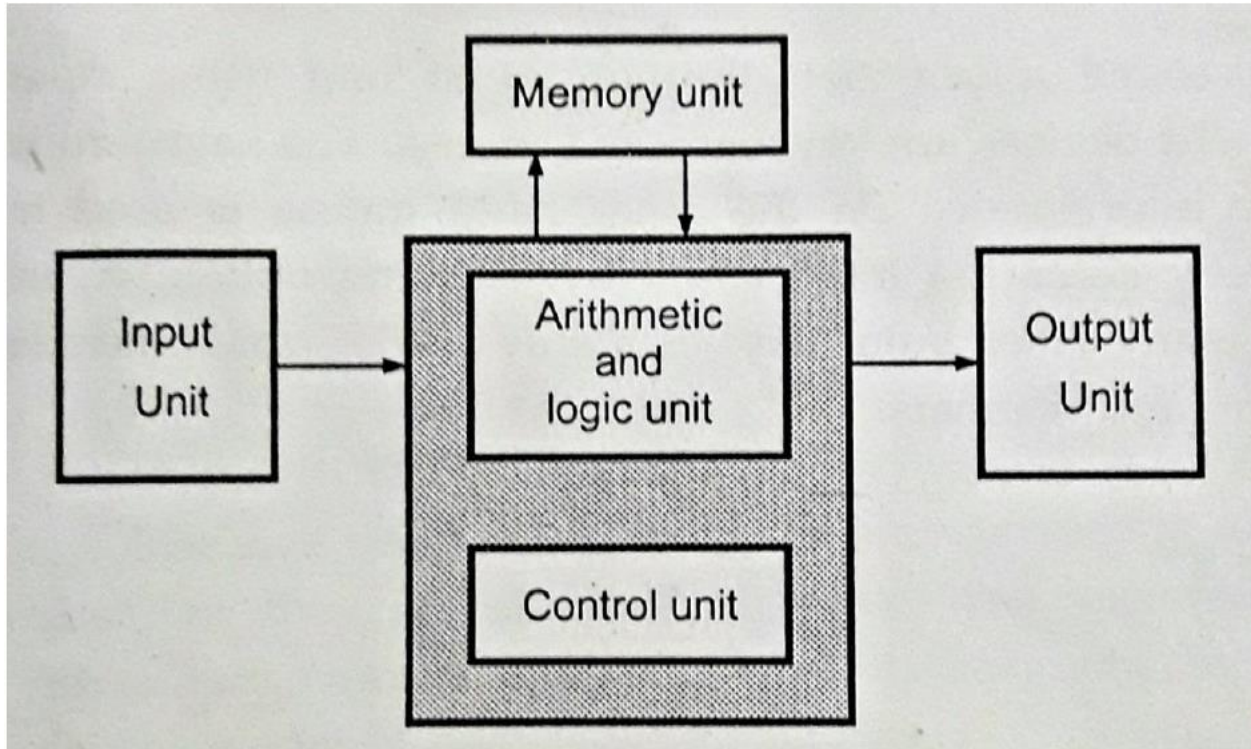 Memory unit
Input
Unit
Arithmetic
and
logic unit
Control unit
Output
Unit